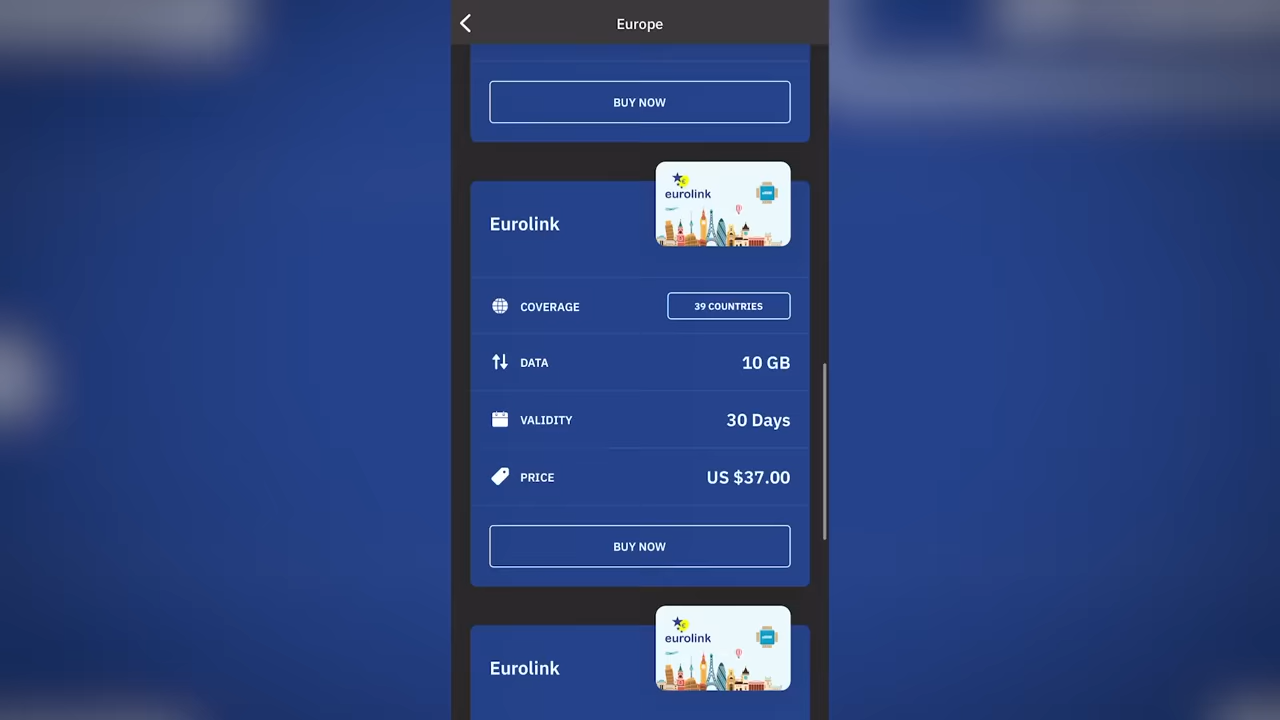 Europe
BUY NOW
eurolink
Eurolink
COVERAGE
39 COUNTRIES
DATA
10 GB
VALIDITY
30 Days
PRICE
US $37.00
BUY NOW
eurolink
Eurolink